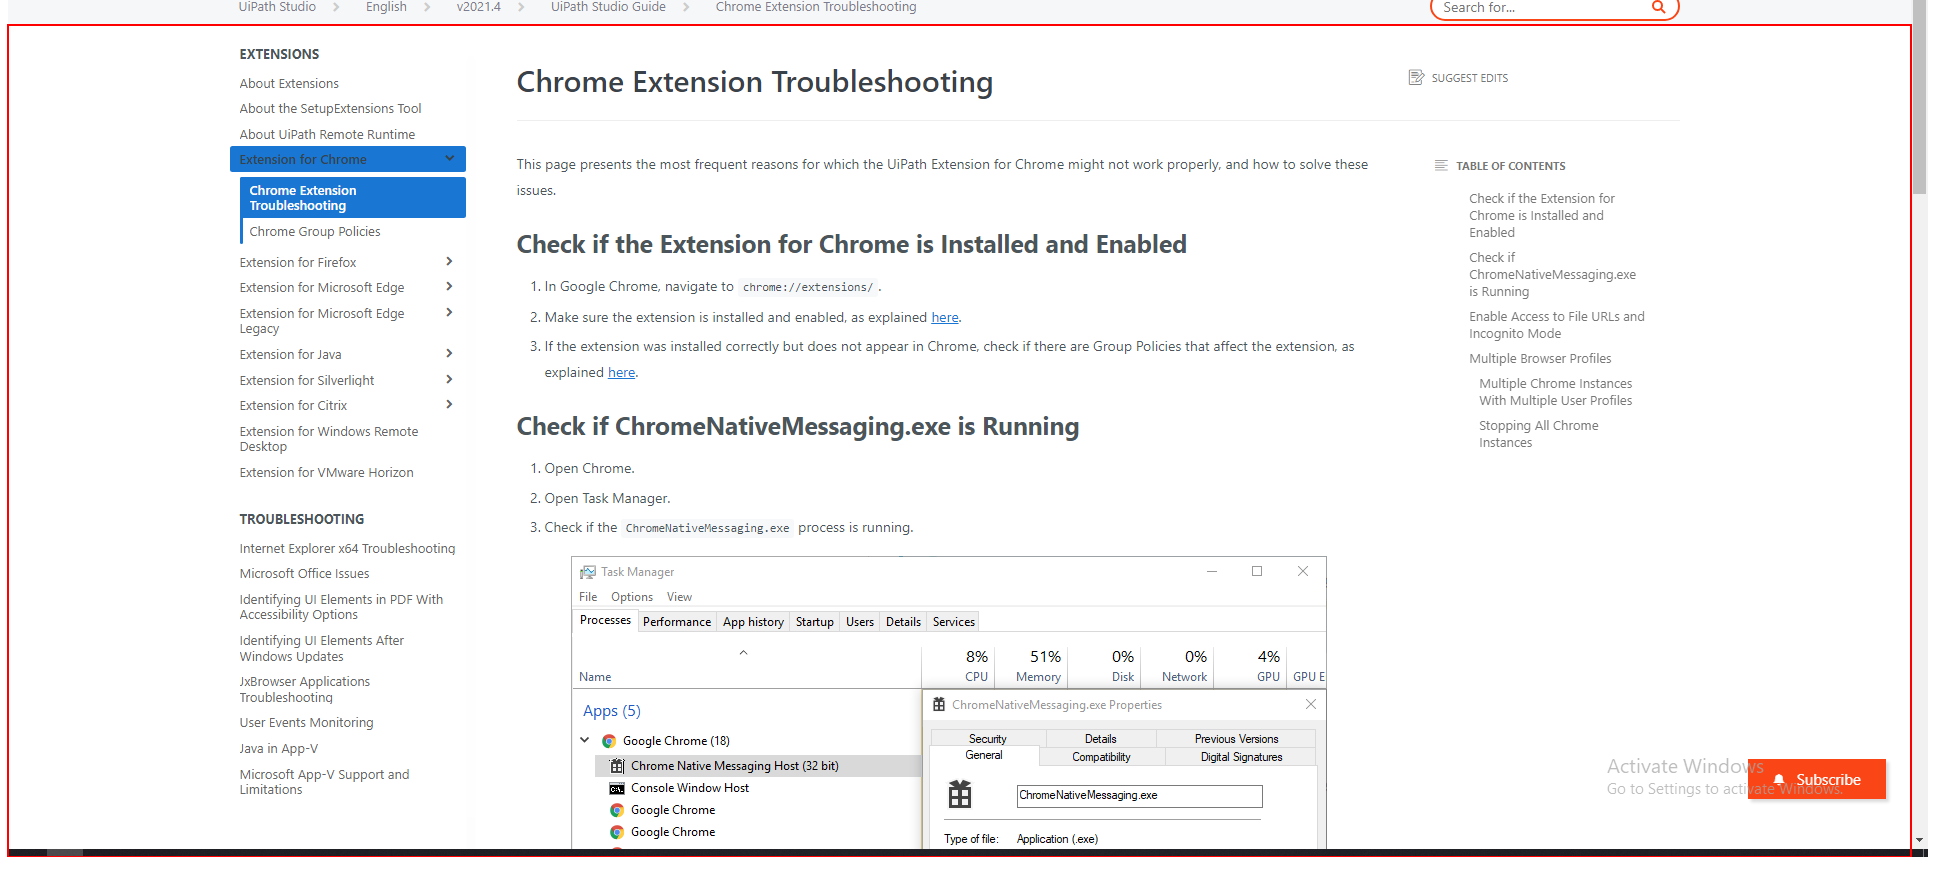 UiPath Studio > English > v2021.4 > UiPath Studio Guide > Chrome Extension Troubleshooting
Search for...
EXTENSIONS
About Extensions
About the SetupExtensions Tool
About UiPath Remote Runtime
Extension for Chrome
Chrome Extension
Troubleshooting
Chrome Group Policies
Extension for Firefox
Extension for Microsoft Edge
Extension for Microsoft Edge
Legacy
Extension for Java
Extension for Silverlight
Extension for Citrix
Extension for Windows Remote
Desktop
Extension for VMware Horizon
TROUBLESHOOTING
Internet Explorer x64 Troubleshooting
Microsoft Office Issues
Identifying UI Elements in PDF With
Accessibility Options
Identifying UI Elements After
Windows Updates
JxBrowser Applications
Troubleshooting
User Events Monitoring
Java in App-V
Microsoft App-V Support and
Limitations
Chrome Extension Troubleshooting
SUGGEST EDITS
This page presents the most frequent reasons for which the UiPath Extension for Chrome might not work properly, and how to solve these
issues.
Check if the Extension for Chrome is Installed and Enabled
1. In Google Chrome, navigate to chrome://extensions/ .
2. Make sure the extension is installed and enabled, as explained here.
3. If the extension was installed correctly but does not appear in Chrome, check if there are Group Policies that affect the extension, as
explained here.
Check if ChromeNativeMessaging.exe is Running
1. Open Chrome.
2. Open Task Manager.
3. Check if the ChromeNativeMessaging.exe process is running.
Task Manager
File Options View
Processes Performance App history Startup Users Details Services
8% 51% 0% 0% 4%
Name CPU Memory Disk Network GPU GPU E
Apps (5)
Google Chrome (18)
Chrome Native Messaging Host (32 bit)
Console Window Host
Google Chrome
Google Chrome
ChromeNativeMessaging.exe Properties
Security Details Previous Versions
General Compatibility Digital Signatures
ChromeNativeMessaging.exe
Type of file: Application (.exe)
TABLE OF CONTENTS
Check if the Extension for
Chrome is Installed and
Enabled
Check if
ChromeNativeMessaging.exe
is Running
Enable Access to File URLs and
Incognito Mode
Multiple Browser Profiles
Multiple Chrome Instances
With Multiple User Profiles
Stopping All Chrome
Instances
Activate Windows
Go to Settings to activate Windows.
Subscribe